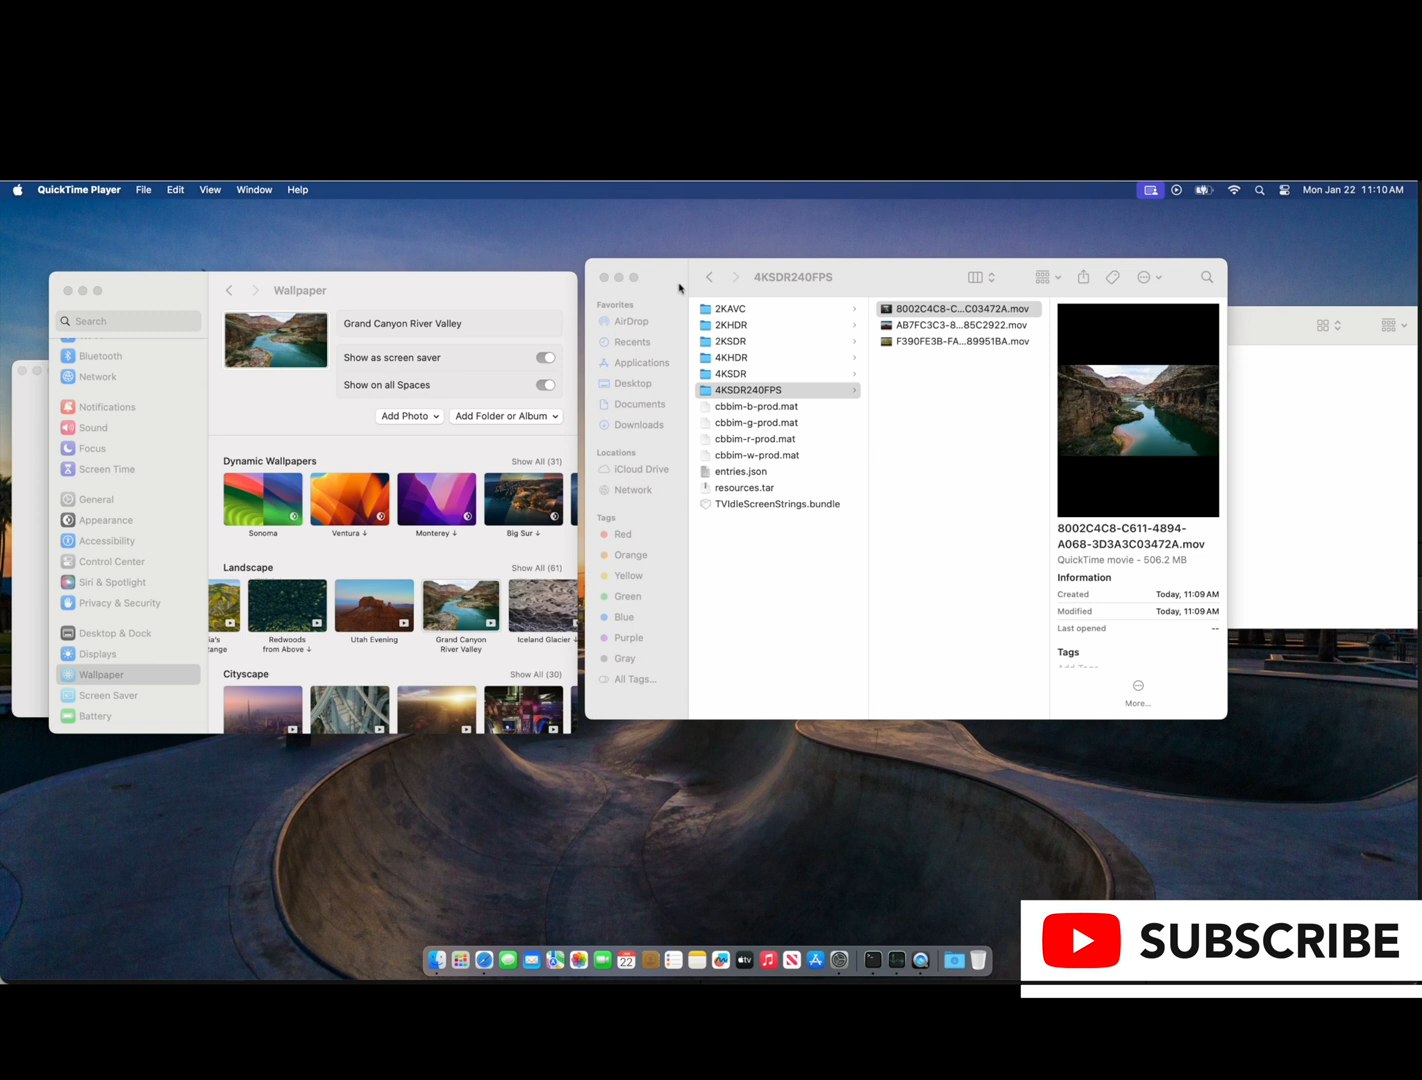 QuickTime Player File Edit View Window Help
Mon Jan 22 11:10 AM
Search
Bluetooth
Network
Notifications
Sound
Focus
Screen Time
General
Appearance
Accessibility
Control Center
Siri & Spotlight
Privacy & Security
Desktop & Dock
Displays
Wallpaper
Screen Saver
Battery
Wallpaper
Grand Canyon River Valley
Show as screen saver
Show on all Spaces
Add Photo
Add Folder or Album
Dynamic Wallpapers
Show All (31)
Sonoma
Ventura ↓
Monterey ↓
Big Sur ↓
Landscape
Show All (61)
Redwoods
from Above ↓
Utah Evening
Grand Canyon
River Valley
Iceland Glacier ↓
Cityscape
Show All (30)
Favorites
AirDrop
Recents
Applications
Desktop
Documents
Downloads
Locations
iCloud Drive
Network
Tags
Red
Orange
Yellow
Green
Blue
Purple
Gray
All Tags...
4KSDR240FPS
2KAVC
2KHDR
2KSDR
4KHDR
4KSDR
4KSDR240FPS
cbbim-b-prod.mat
cbbim-g-prod.mat
cbbim-r-prod.mat
cbbim-w-prod.mat
entries.json
resources.tar
TVIdleScreenStrings.bundle
8002C4C8-C...C03472A.mov
AB7FC3C3-8...85C2922.mov
F390FE3B-FA...89951BA.mov
8002C4C8-C611-4894-
A068-3D3A3C03472A.mov
QuickTime movie - 506.2 MB
Information
Created Today, 11:09 AM
Modified Today, 11:09 AM
Last opened --
Tags
More...
SUBSCRIBE